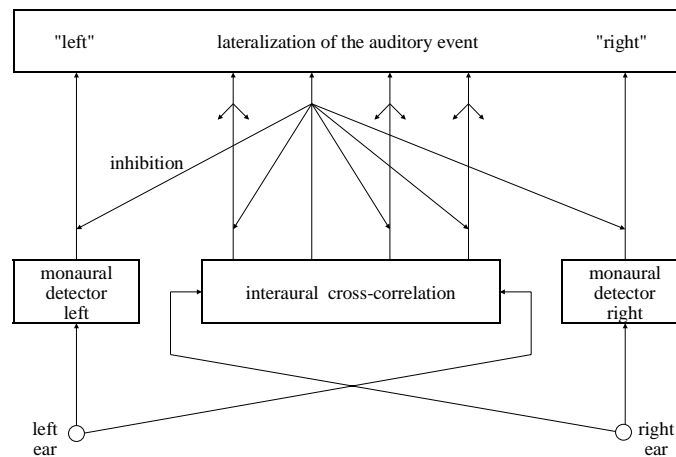 "left" lateralization of the auditory event "right"
inhibition
monaural
detector
left
interaural cross-correlation
monaural
detector
right
left
ear
right
ear